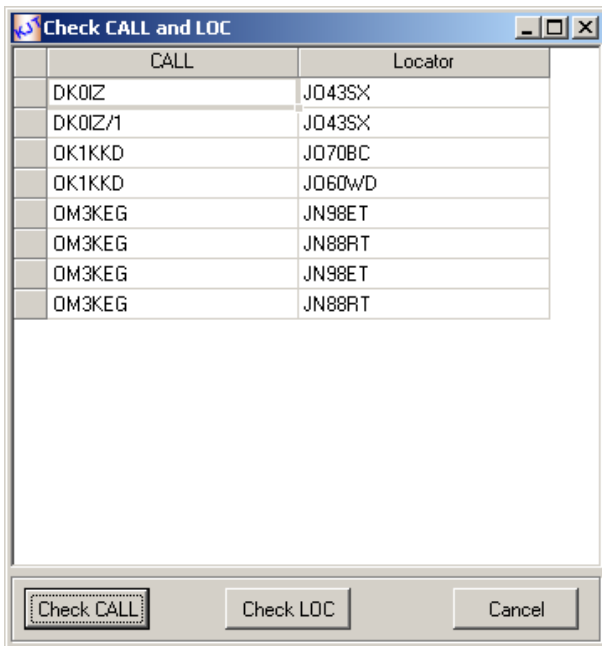 KJT Check CALL and LOC
CALL Locator
DK0IZ JO43SX
DK0IZ/1 JO43SX
OK1KKD JO70BC
OK1KKD JO60WD
OM3KEG JN98ET
OM3KEG JN88RT
OM3KEG JN98ET
OM3KEG JN88RT
Check CALL Check LOC Cancel